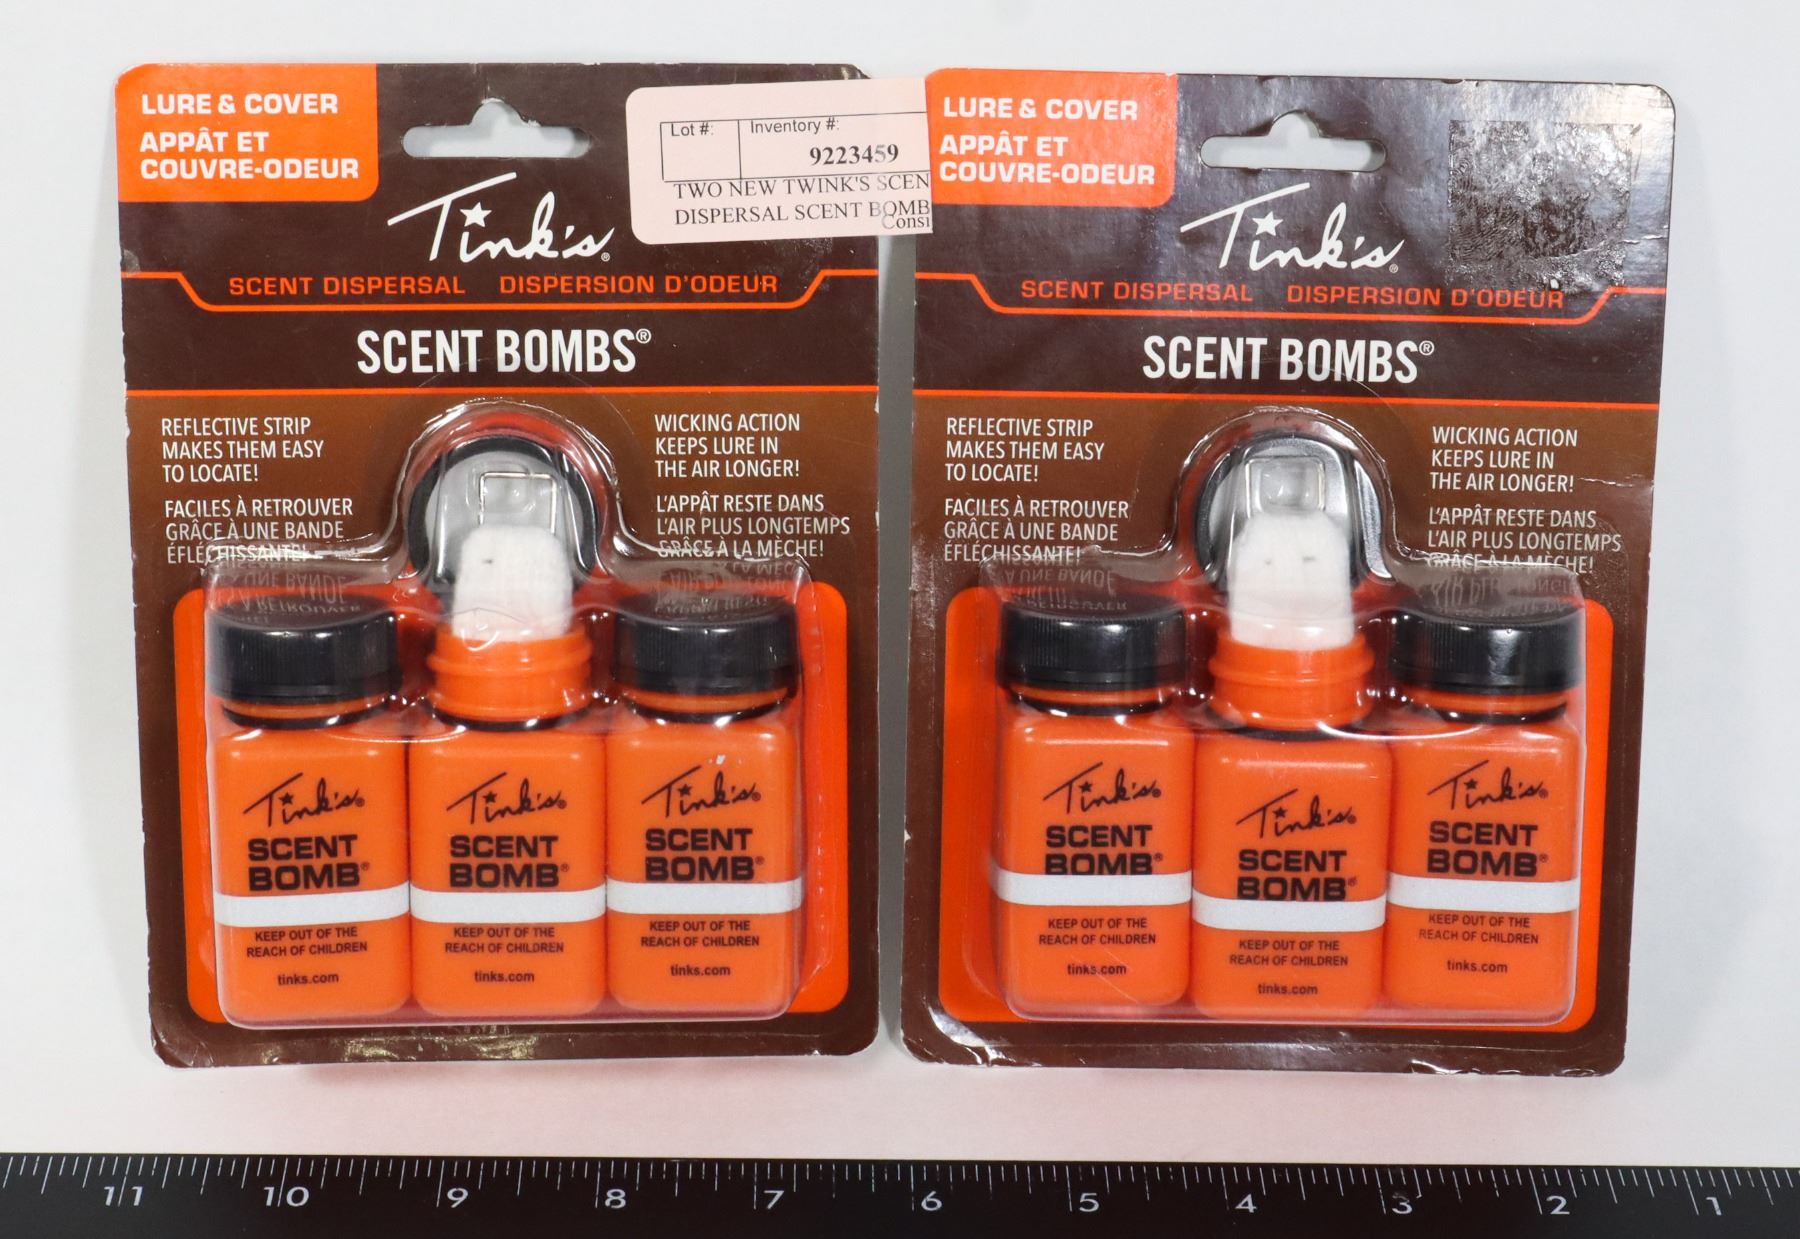 LURE & COVER
APPÂT ET
COUVRE-ODEUR
Tink's®
SCENT DISPERSAL DISPERSION D'ODEUR
SCENT BOMBS®
REFLECTIVE STRIP
MAKES THEM EASY
TO LOCATE!
FACILES À RETROUVER
GRÂCE À UNE BANDE
ÉFLÉCHISSANTE!
WICKING ACTION
KEEPS LURE IN
THE AIR LONGER!
L'APPÂT RESTE DANS
L'AIR PLUS LONGTEMPS
GRÂCE À LA MÈCHE!
Tink's®
SCENT
BOMB®
KEEP OUT OF THE
REACH OF CHILDREN
tinks.com
Tink's®
SCENT
BOMB®
KEEP OUT OF THE
REACH OF CHILDREN
tinks.com
Tink's®
SCENT
BOMB®
KEEP OUT OF THE
REACH OF CHILDREN
tinks.com
Lot #: Inventory #:
9223459
TWO NEW TWINK'S SCEN
DISPERSAL SCENT BOMB
Consi
LURE & COVER
APPÂT ET
COUVRE-ODEUR
Tink's®
SCENT DISPERSAL DISPERSION D'ODEUR
SCENT BOMBS®
REFLECTIVE STRIP
MAKES THEM EASY
TO LOCATE!
FACILES À RETROUVER
GRÂCE À UNE BANDE
ÉFLÉCHISSANTE!
WICKING ACTION
KEEPS LURE IN
THE AIR LONGER!
L'APPÂT RESTE DANS
L'AIR PLUS LONGTEMPS
GRÂCE À LA MÈCHE!
Tink's®
SCENT
BOMB®
KEEP OUT OF THE
REACH OF CHILDREN
tinks.com
Tink's®
SCENT
BOMB®
KEEP OUT OF THE
REACH OF CHILDREN
tinks.com
Tink's®
SCENT
BOMB®
KEEP OUT OF THE
REACH OF CHILDREN
tinks.com
11 10 9 8 7 6 5 4 3 2 1